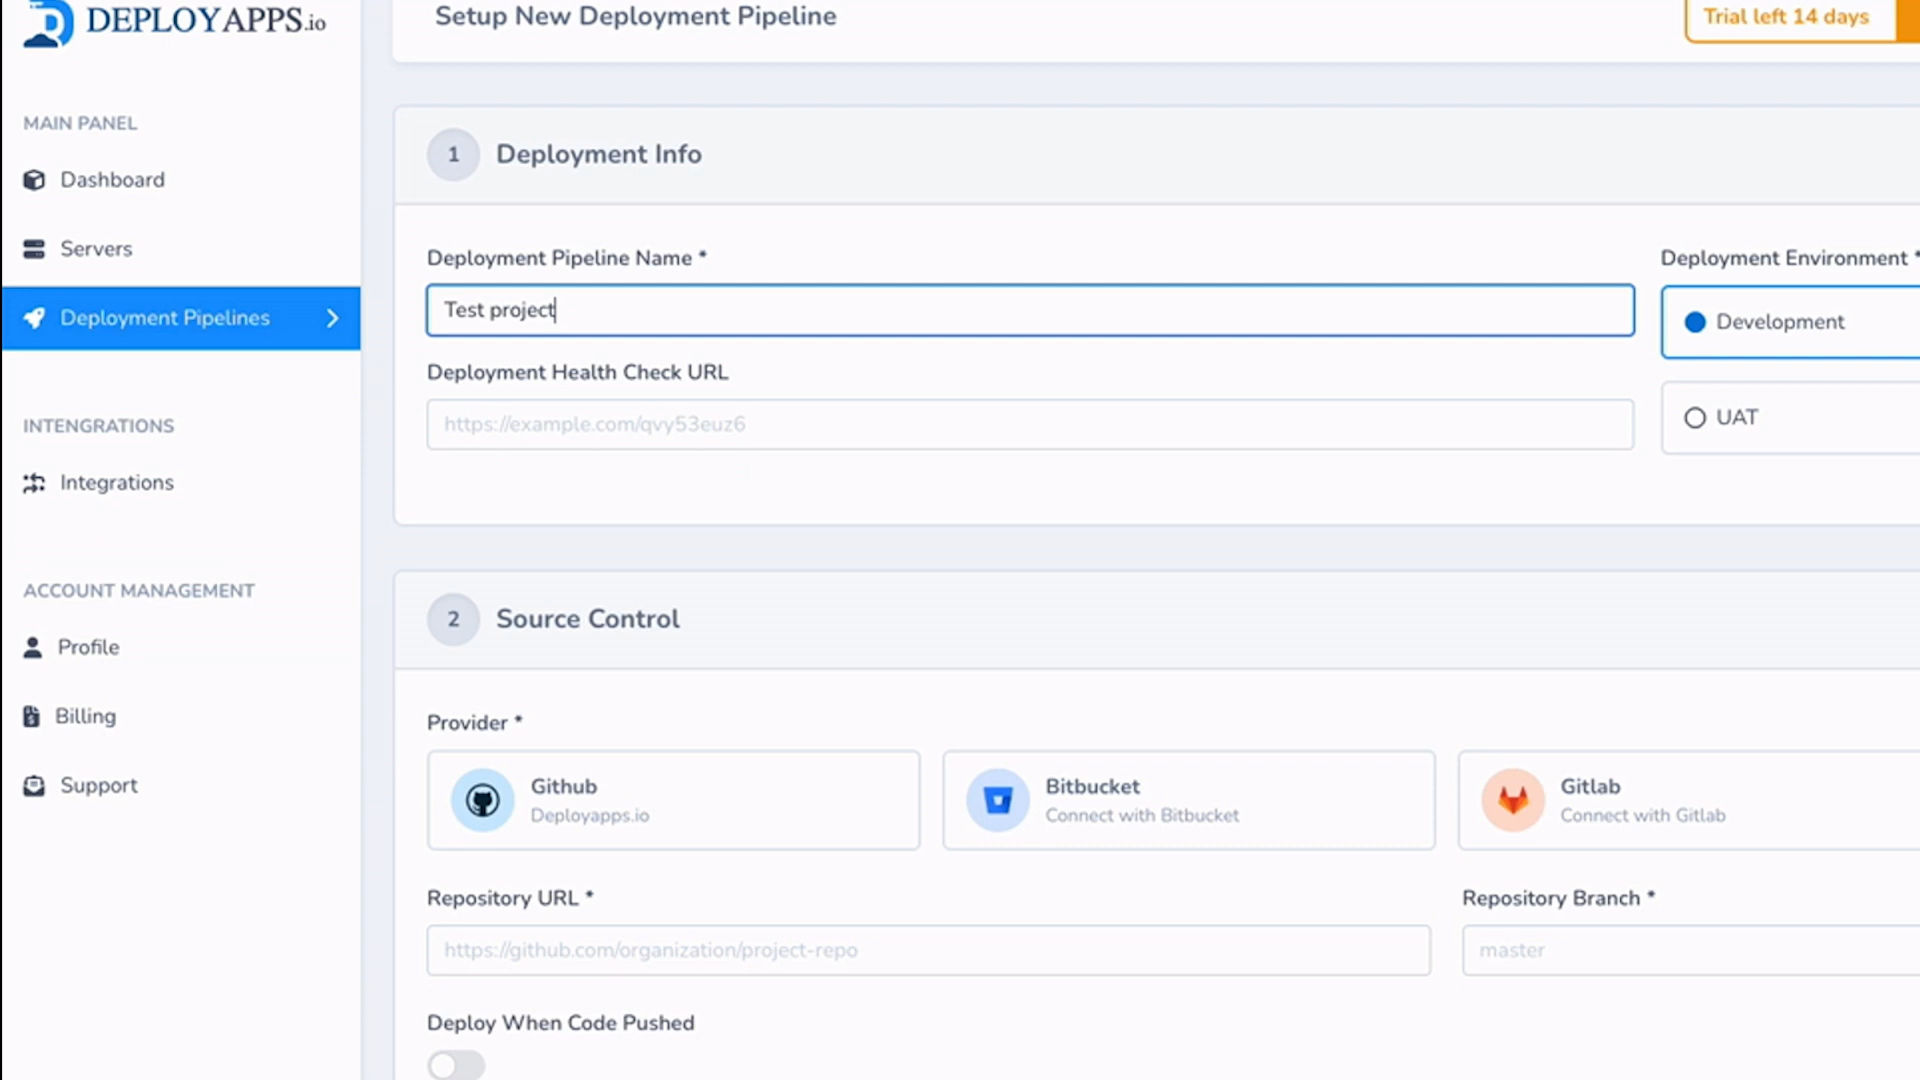 DEPLOYAPPS.io
Setup New Deployment Pipeline
Trial left 14 days
MAIN PANEL
Dashboard
Servers
Deployment Pipelines
INTENGRATIONS
Integrations
ACCOUNT MANAGEMENT
Profile
Billing
Support
1 Deployment Info
Deployment Pipeline Name *
Test project
Deployment Health Check URL
https://example.com/qvy53euz6
Deployment Environment *
Development
UAT
2 Source Control
Provider *
Github
Deployapps.io
Bitbucket
Connect with Bitbucket
Gitlab
Connect with Gitlab
Repository URL *
https://github.com/organization/project-repo
Repository Branch *
master
Deploy When Code Pushed